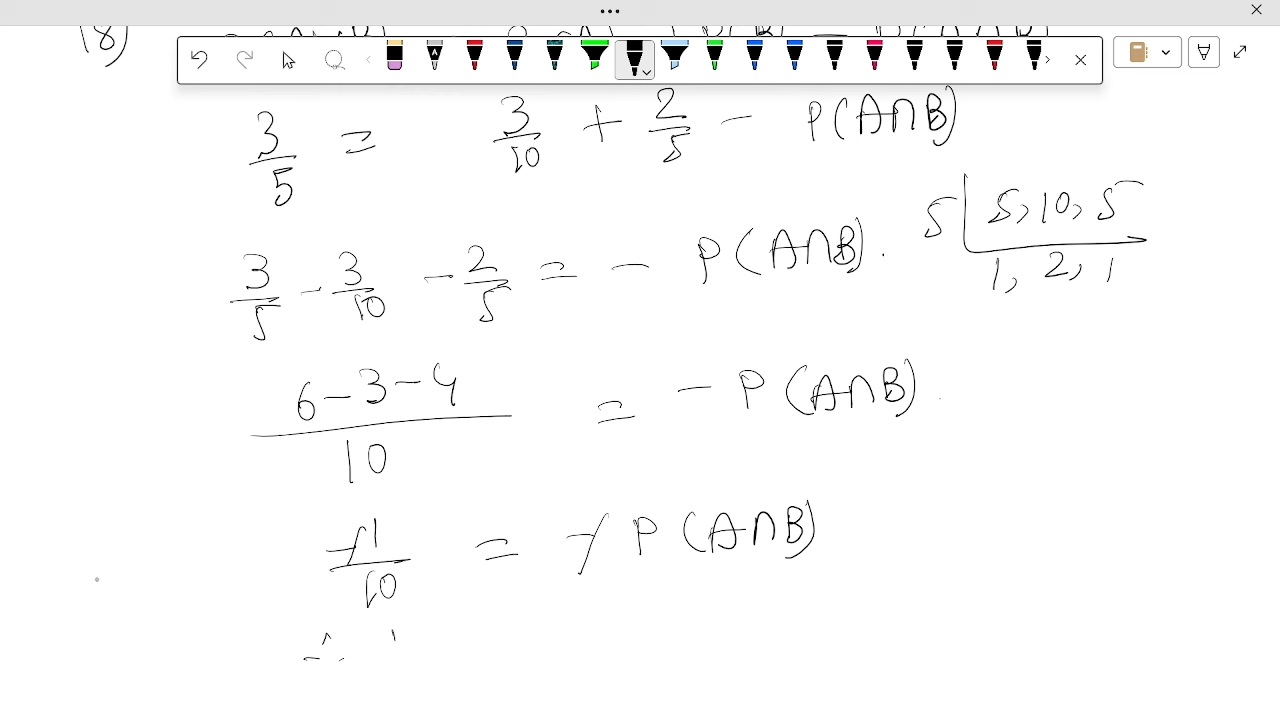 18)
3/5 = 3/10 + 2/5 - P(A∩B)
5 | 5, 10, 5
1, 2, 1
3/5 - 3/10 - 2/5 = - P(A∩B).
(6-3-4)/10 = - P(A∩B).
-1/10 = - P(A∩B)
∴